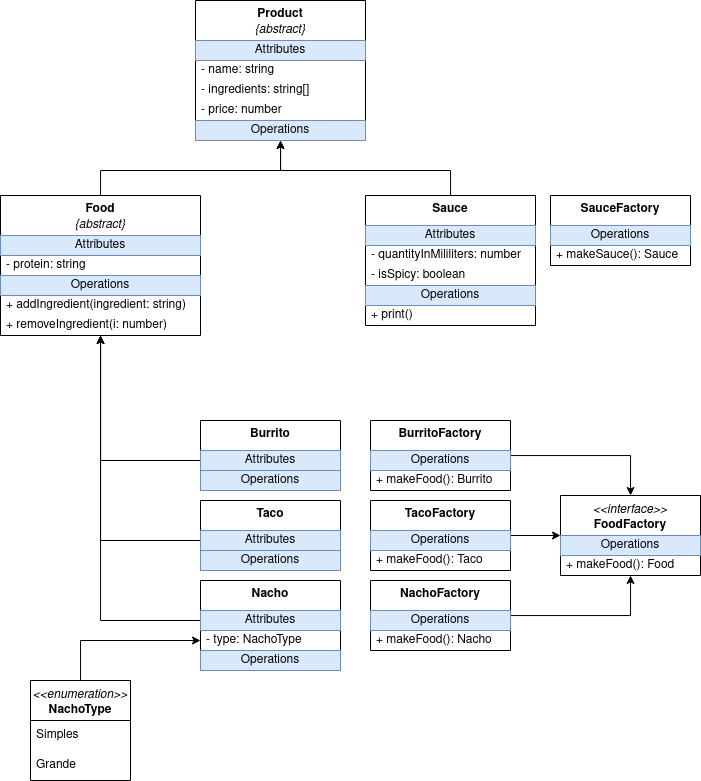 Product
{abstract}
Attributes
- name: string
- ingredients: string[]
- price: number
Operations
Food
{abstract}
Attributes
- protein: string
Operations
+ addIngredient(ingredient: string)
+ removeIngredient(i: number)
Sauce
Attributes
- quantityInMililiters: number
- isSpicy: boolean
Operations
+ print()
SauceFactory
Operations
+ makeSauce(): Sauce
Burrito
Attributes
Operations
BurritoFactory
Operations
+ makeFood(): Burrito
Taco
Attributes
Operations
TacoFactory
Operations
+ makeFood(): Taco
<<interface>>
FoodFactory
Operations
+ makeFood(): Food
Nacho
Attributes
- type: NachoType
Operations
NachoFactory
Operations
+ makeFood(): Nacho
<<enumeration>>
NachoType
Simples
Grande